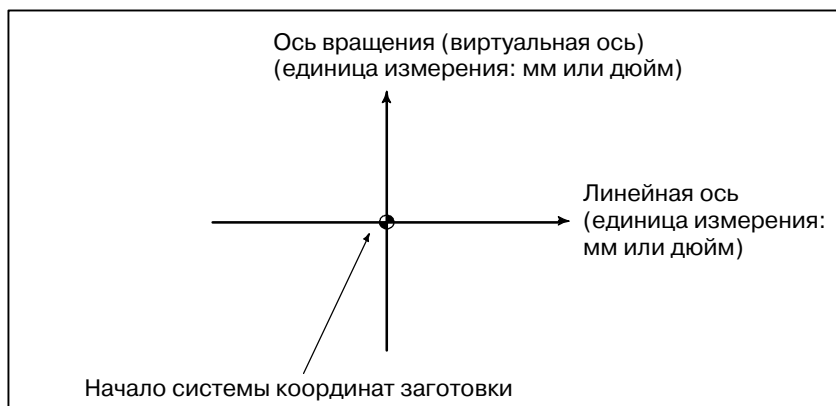 Ось вращения (виртуальная ось)
(единица измерения: мм или дюйм)
Линейная ось
(единица измерения:
мм или дюйм)
Начало системы координат заготовки